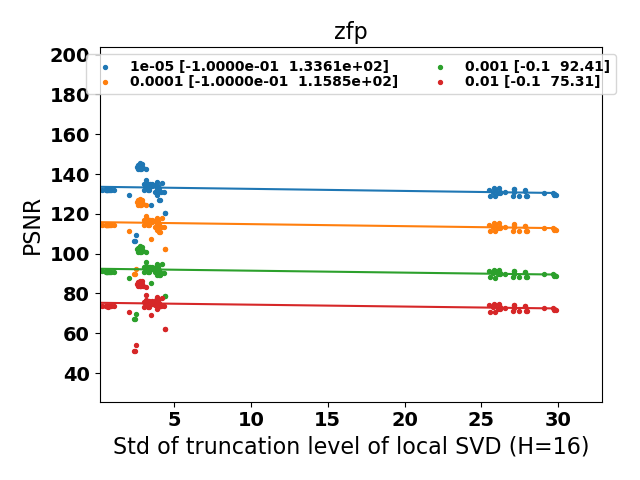 zfp
200
180
160
140
120
100
80
60
40
PSNR
1e-05 [-1.0000e-01  1.3361e+02]
0.0001 [-1.0000e-01  1.1585e+02]
0.001 [-0.1  92.41]
0.01 [-0.1  75.31]
5 10 15 20 25 30
Std of truncation level of local SVD (H=16)